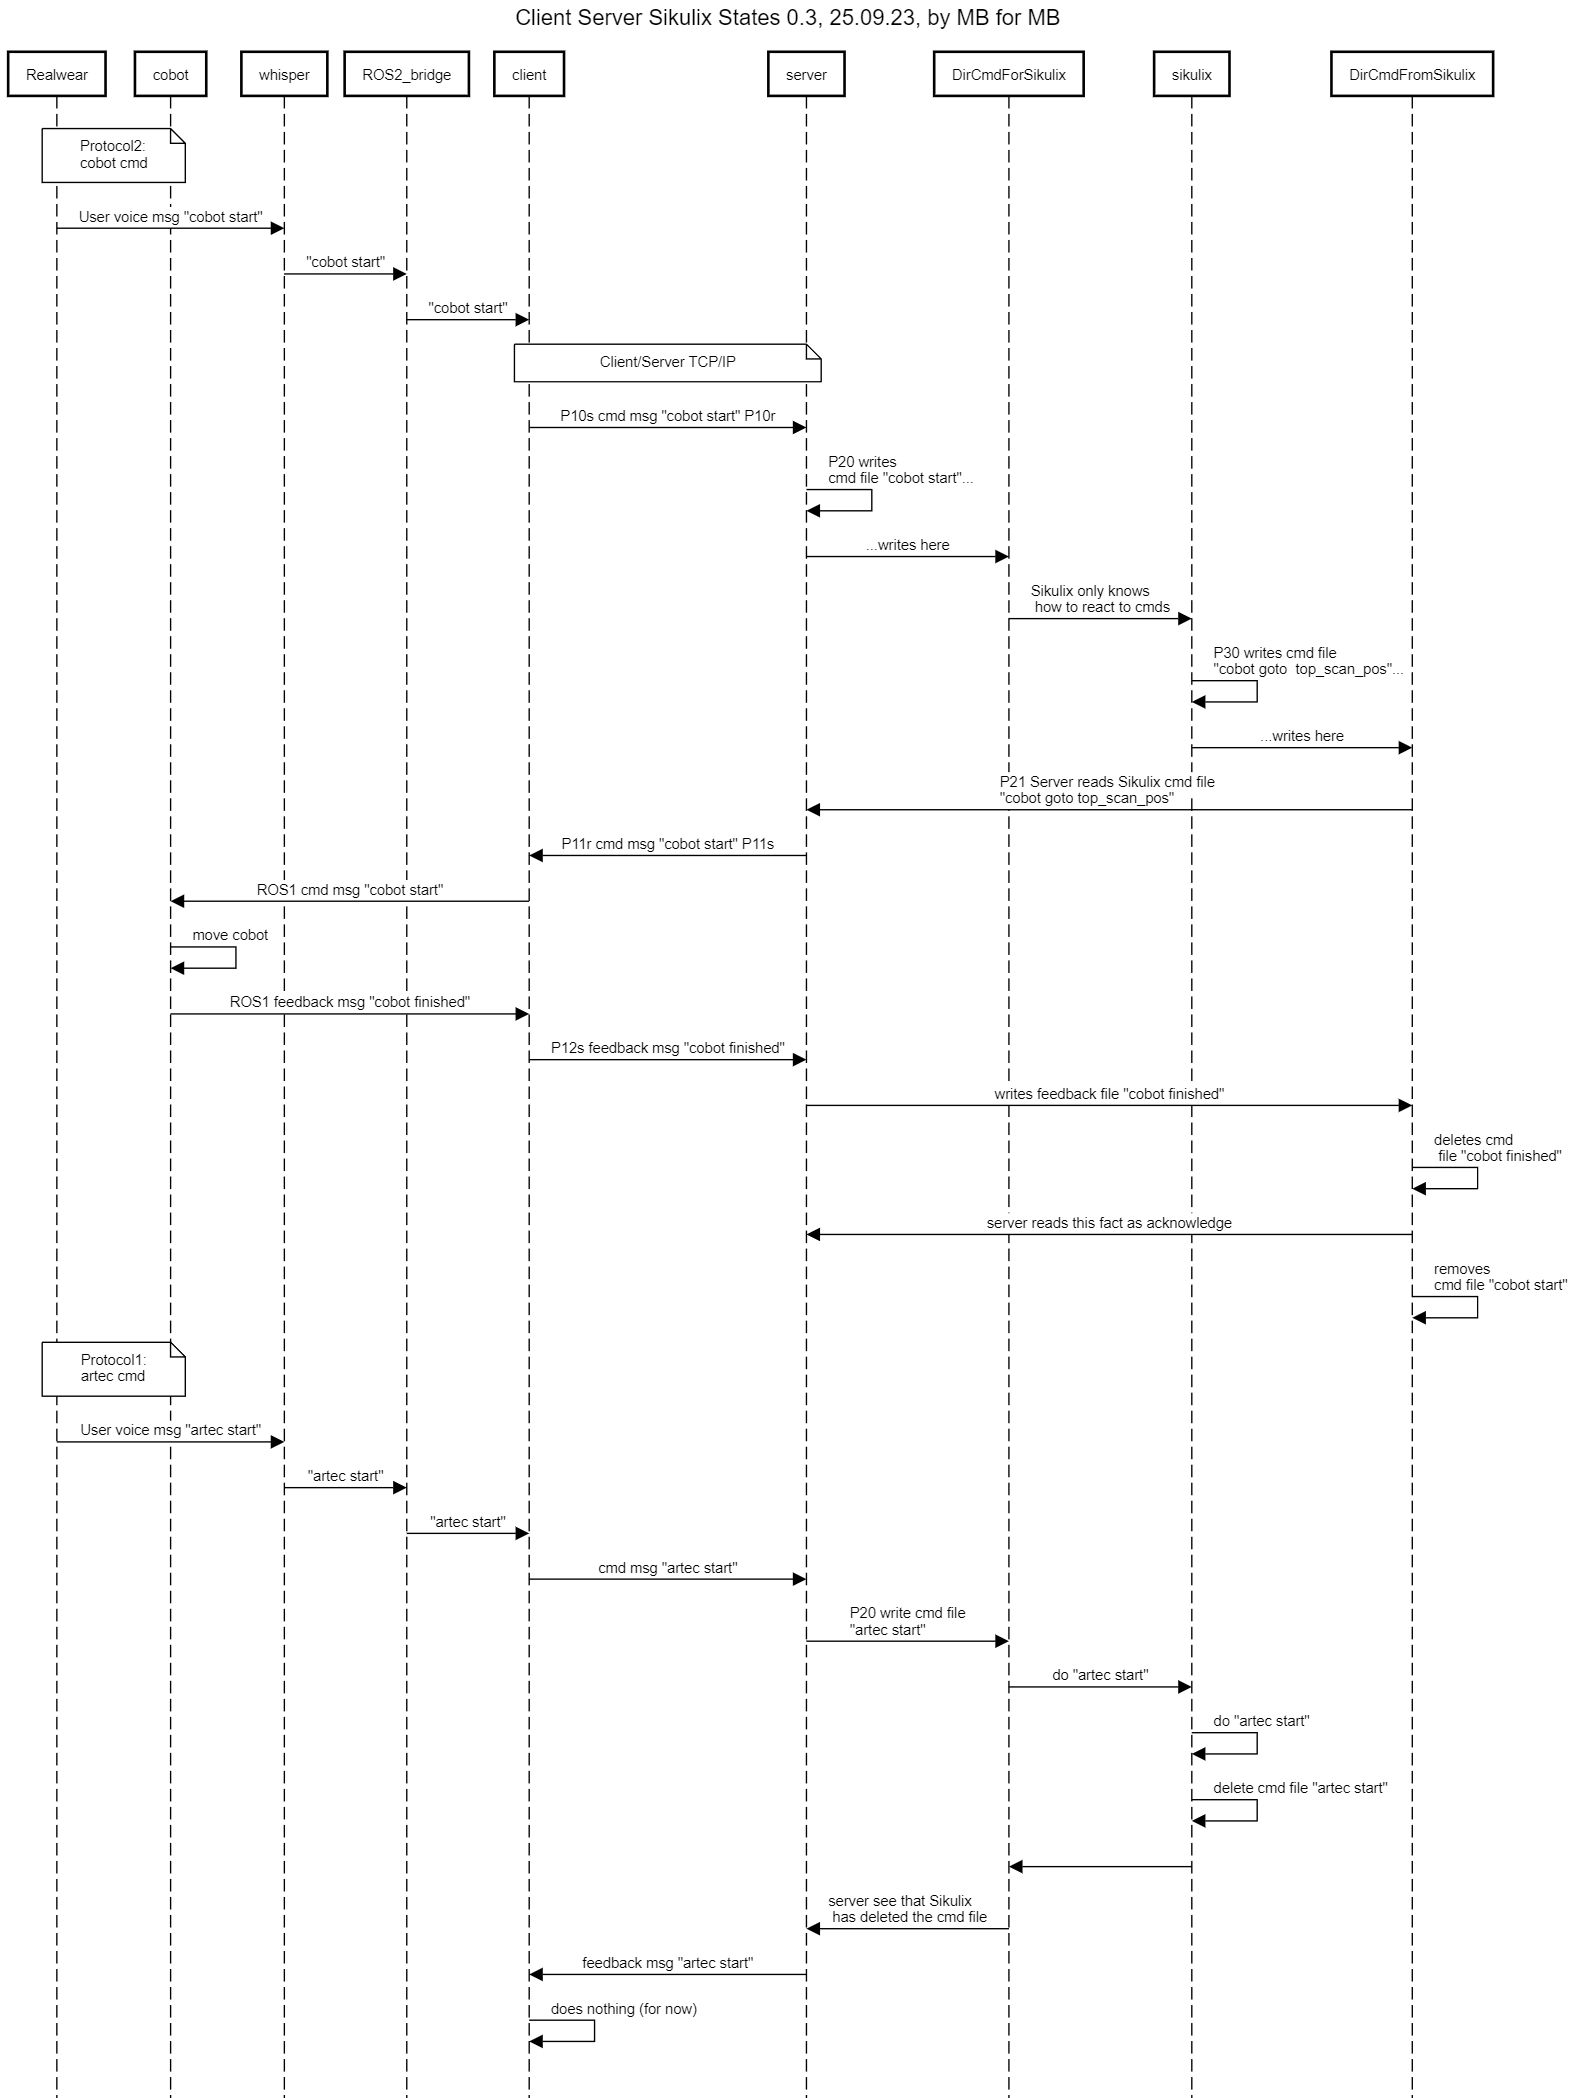 Client Server Sikulix States 0.3, 25.09.23, by MB for MB
Realwear
cobot
whisper
ROS2_bridge
client
server
DirCmdForSikulix
sikulix
DirCmdFromSikulix
Protocol2:
cobot cmd
User voice msg "cobot start"
"cobot start"
"cobot start"
Client/Server TCP/IP
P10s cmd msg "cobot start" P10r
P20 writes
cmd file "cobot start"...
...writes here
Sikulix only knows
how to react to cmds
P30 writes cmd file
"cobot goto  top_scan_pos"...
...writes here
P21 Server reads Sikulix cmd file
"cobot goto top_scan_pos"
P11r cmd msg "cobot start" P11s
ROS1 cmd msg "cobot start"
move cobot
ROS1 feedback msg "cobot finished"
P12s feedback msg "cobot finished"
writes feedback file "cobot finished"
deletes cmd
file "cobot finished"
server reads this fact as acknowledge
removes
cmd file "cobot start"
Protocol1:
artec cmd
User voice msg "artec start"
"artec start"
"artec start"
cmd msg "artec start"
P20 write cmd file
"artec start"
do "artec start"
do "artec start"
delete cmd file "artec start"
server see that Sikulix
has deleted the cmd file
feedback msg "artec start"
does nothing (for now)